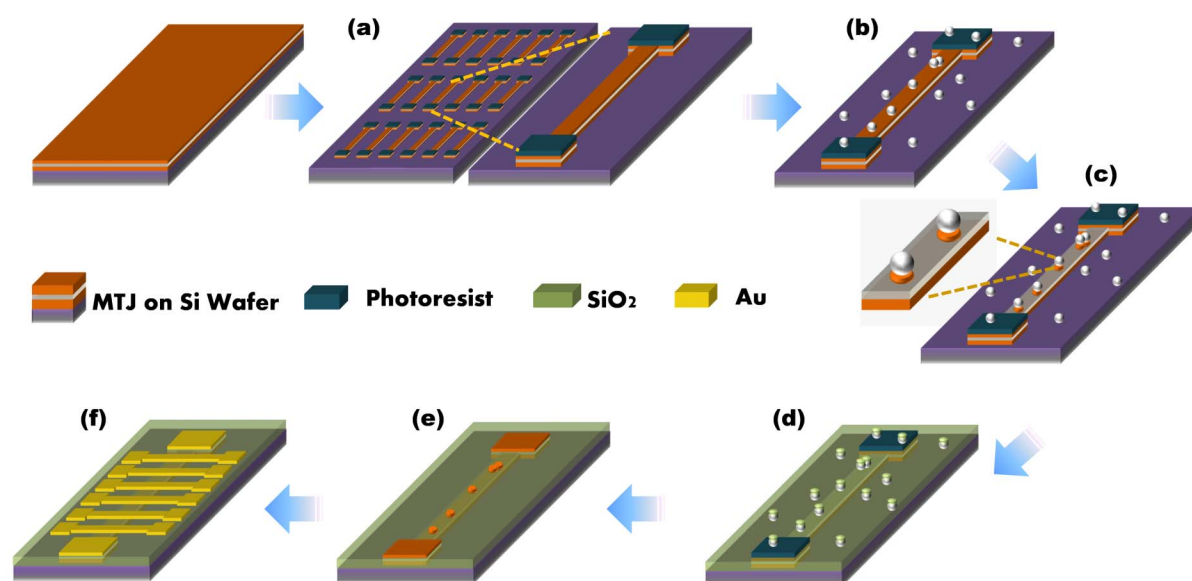 (a)
(b)
(c)
MTJ on Si Wafer
Photoresist
SiO₂
Au
(f)
(e)
(d)